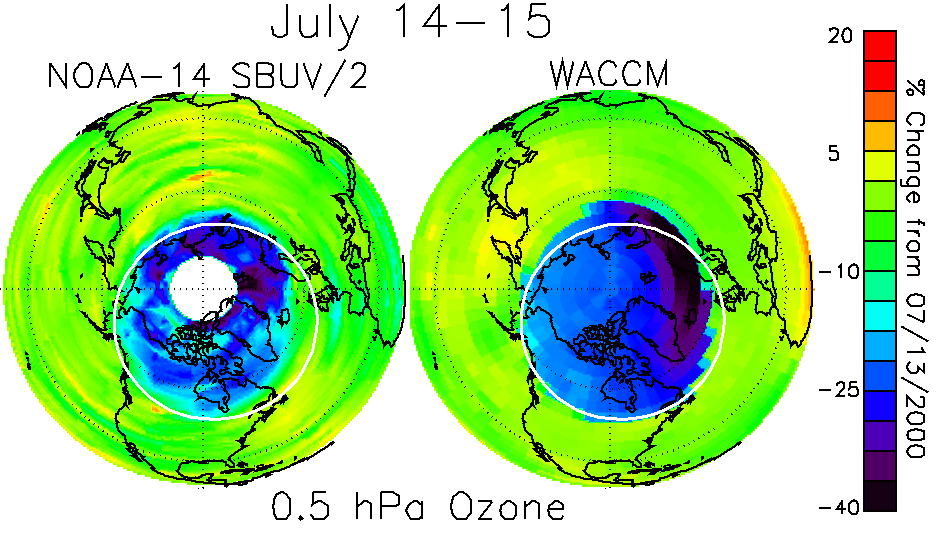 July 14-15
NOAA-14 SBUV/2
WACCM
20
5
-10
-25
-40
% Change from 07/13/2000
0.5 hPa Ozone